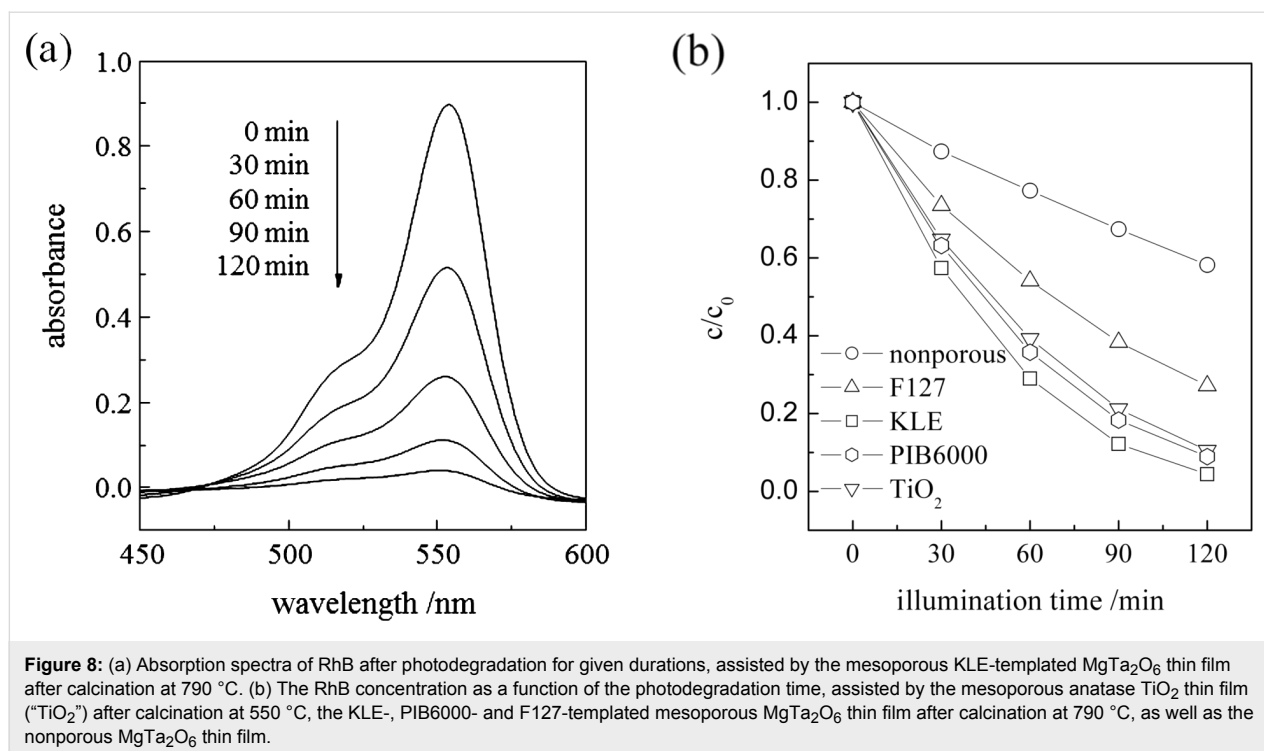 (a)
1.0
0.8
0.6
0.4
0.2
0.0
absorbance
0 min
30 min
60 min
90 min
120 min
450
500
550
600
wavelength /nm
(b)
1.0
0.8
0.6
0.4
0.2
0.0
c/c₀
nonporous
F127
KLE
PIB6000
TiO₂
0
30
60
90
120
illumination time /min
Figure 8: (a) Absorption spectra of RhB after photodegradation for given durations, assisted by the mesoporous KLE-templated MgTa₂O₆ thin film
after calcination at 790 °C. (b) The RhB concentration as a function of the photodegradation time, assisted by the mesoporous anatase TiO₂ thin film
(“TiO₂”) after calcination at 550 °C, the KLE-, PIB6000- and F127-templated mesoporous MgTa₂O₆ thin film after calcination at 790 °C, as well as the
nonporous MgTa₂O₆ thin film.